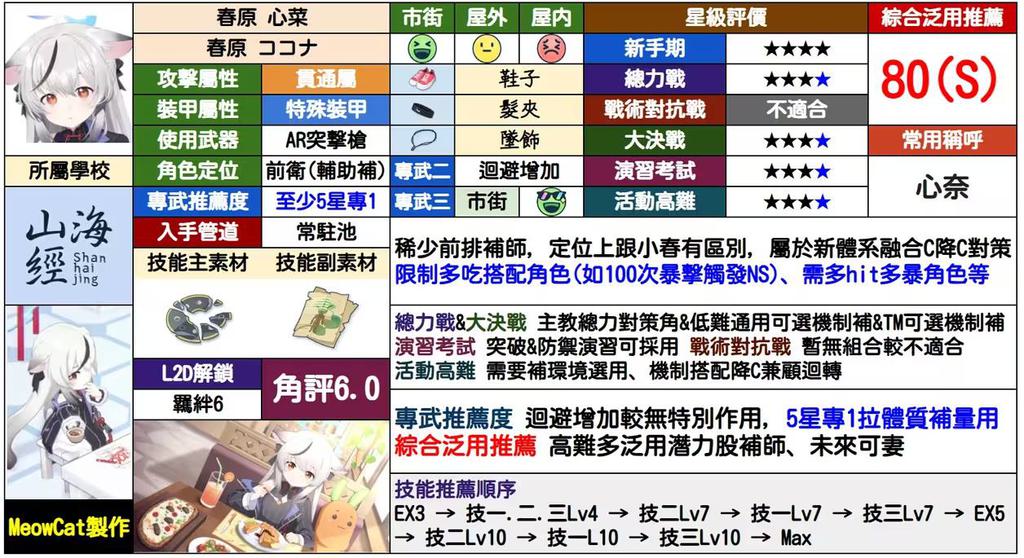 春原 心菜
春原 ココナ
攻擊屬性 貫通屬
裝甲屬性 特殊裝甲
使用武器 AR突擊槍
所屬學校 角色定位 前衛(輔助補)
專武推薦度 至少5星專1
入手管道 常駐池
技能主素材 技能副素材
山海經
Shan
hai
jing
L2D解鎖
羈絆6
角評6.0
MeowCat製作
市街 屋外 屋內
鞋子
髮夾
墜飾
專武二 迴避增加
專武三 市街
星級評價
新手期 ★★★★
總力戰 ★★★★
戰術對抗戰 不適合
大決戰 ★★★★
演習考試 ★★★★
活動高難 ★★★★
綜合泛用推薦
80(S)
常用稱呼
心奈
稀少前排補師, 定位上跟小春有區別, 屬於新體系融合C降C對策
限制多吃搭配角色(如100次暴擊觸發NS)、需多hit多暴角色等
總力戰&大決戰 主教總力對策角&低難通用可選機制補&TM可選機制補
演習考試 突破&防禦演習可採用 戰術對抗戰 暫無組合較不適合
活動高難 需要補環境選用、機制搭配降C兼顧迴轉
專武推薦度 迴避增加較無特別作用, 5星專1拉體質補量用
綜合泛用推薦 高難多泛用潛力股補師、未來可妻
技能推薦順序
EX3 → 技一.二.三Lv4 → 技二Lv7 → 技一Lv7 → 技三Lv7 → EX5
→ 技二Lv10 → 技一L10 → 技三Lv10 → Max